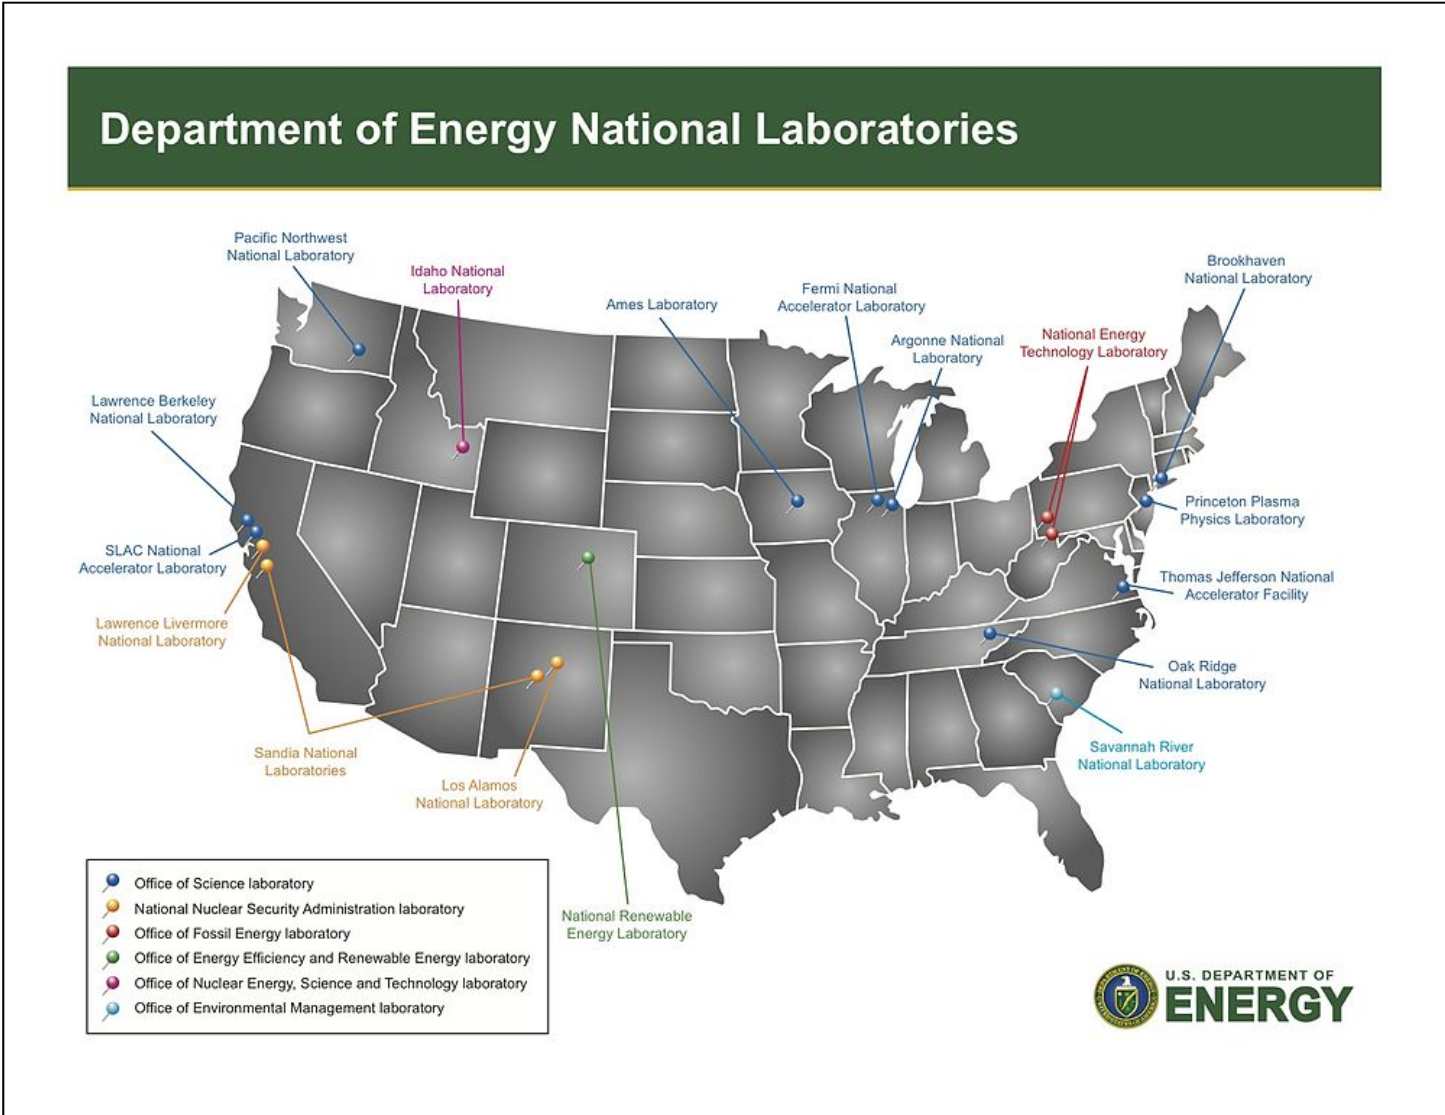 Department of Energy National Laboratories
Pacific Northwest
National Laboratory
Idaho National
Laboratory
Ames Laboratory
Fermi National
Accelerator Laboratory
Argonne National
Laboratory
National Energy
Technology Laboratory
Brookhaven
National Laboratory
Lawrence Berkeley
National Laboratory
Princeton Plasma
Physics Laboratory
SLAC National
Accelerator Laboratory
Thomas Jefferson National
Accelerator Facility
Lawrence Livermore
National Laboratory
Oak Ridge
National Laboratory
Sandia National
Laboratories
Los Alamos
National Laboratory
Savannah River
National Laboratory
National Renewable
Energy Laboratory
Office of Science laboratory
National Nuclear Security Administration laboratory
Office of Fossil Energy laboratory
Office of Energy Efficiency and Renewable Energy laboratory
Office of Nuclear Energy, Science and Technology laboratory
Office of Environmental Management laboratory
U.S. DEPARTMENT OF
ENERGY